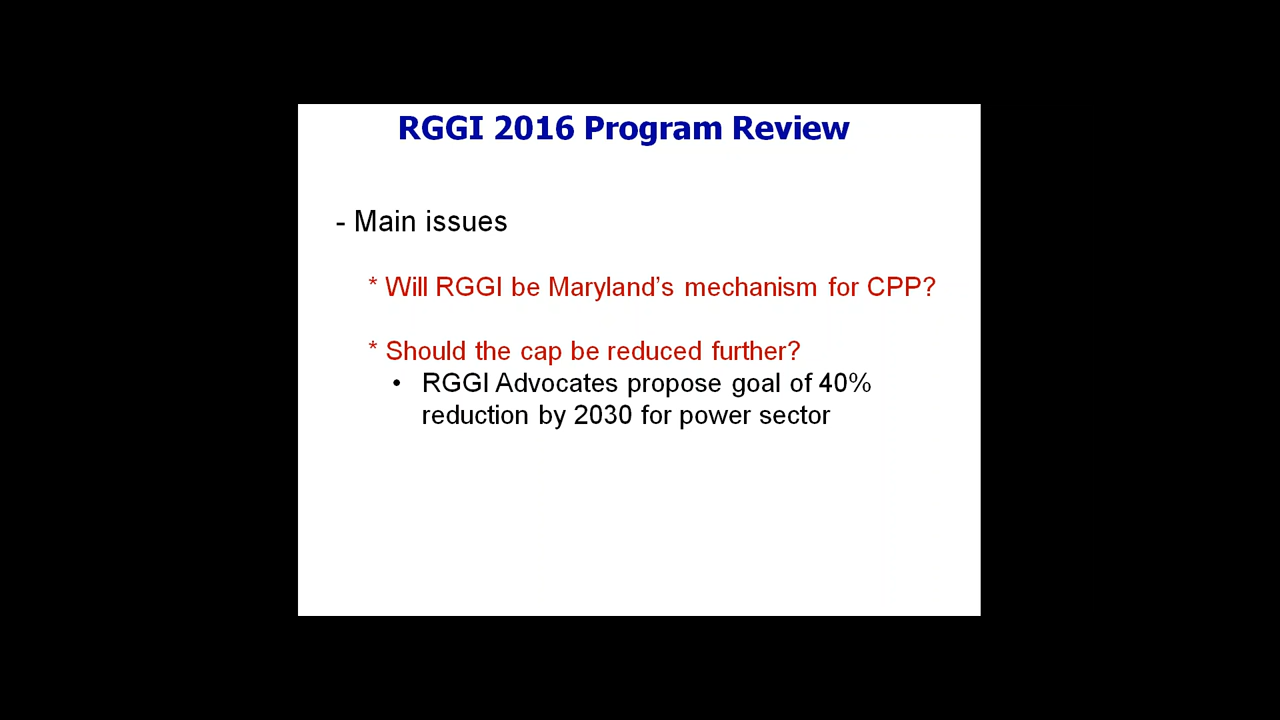 RGGI 2016 Program Review
- Main issues
* Will RGGI be Maryland's mechanism for CPP?
* Should the cap be reduced further?
• RGGI Advocates propose goal of 40%
reduction by 2030 for power sector